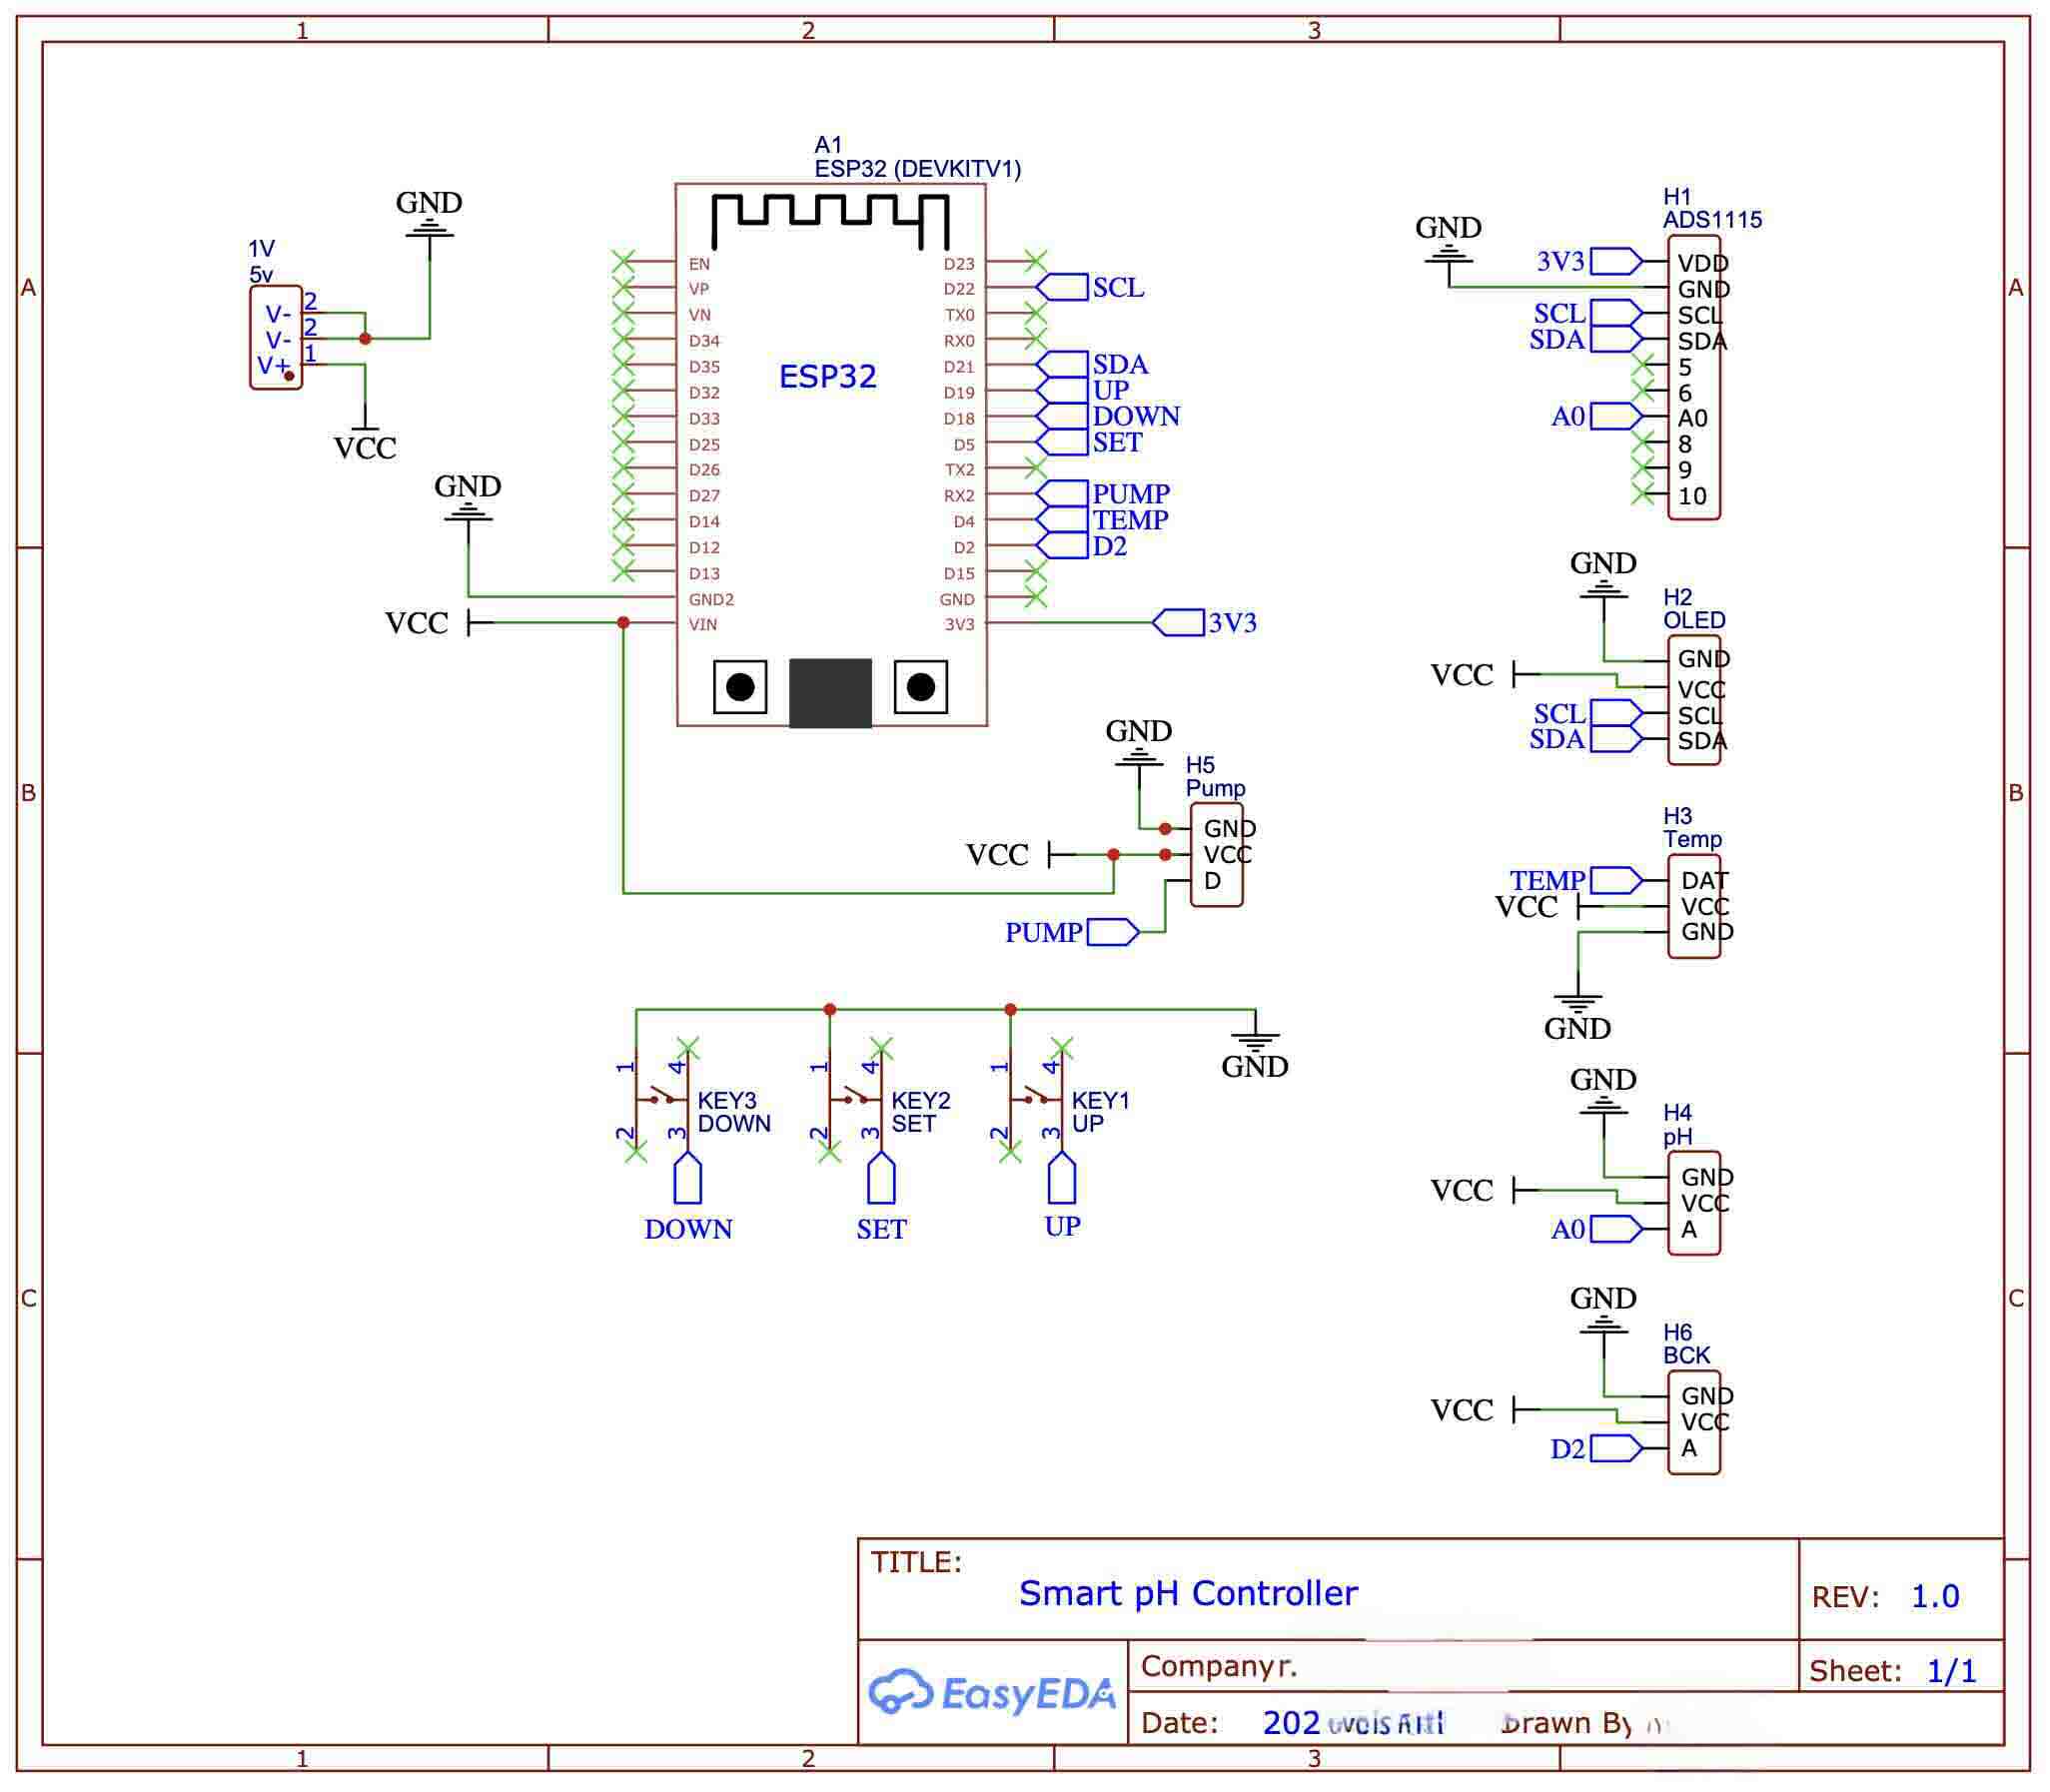 1 2 3
A
A
B
B
C
C
A1
ESP32 (DEVKITV1)
ESP32
EN
VP
VN
D34
D35
D32
D33
D25
D26
D27
D14
D12
D13
GND2
VIN
D23
D22
TX0
RX0
D21
D19
D18
D5
TX2
RX2
D4
D2
D15
GND
3V3
SCL
SDA
UP
DOWN
SET
PUMP
TEMP
D2
3V3
GND
1V
5v
V- 2
V- 2
V+ 1
VCC
GND
VCC
GND
H5
Pump
GND
VCC VCC
D
PUMP
GND
1 4
KEY3
DOWN
2 3
DOWN
1 4
KEY2
SET
2 3
SET
1 4
KEY1
UP
2 3
UP
H1
ADS1115
GND
3V3 VDD
GND
SCL SCL
SDA SDA
5
6
A0 A0
8
9
10
GND
H2
OLED
GND
VCC VCC
SCL SCL
SDA SDA
H3
Temp
TEMP DAT
VCC VCC
GND
GND
GND
H4
pH
GND
VCC VCC
A0 A
GND
H6
BCK
GND
VCC VCC
D2 A
TITLE:
Smart pH Controller
REV: 1.0
EasyEDA
Company
Sheet: 1/1
Date: 202
Drawn By
1 2 3